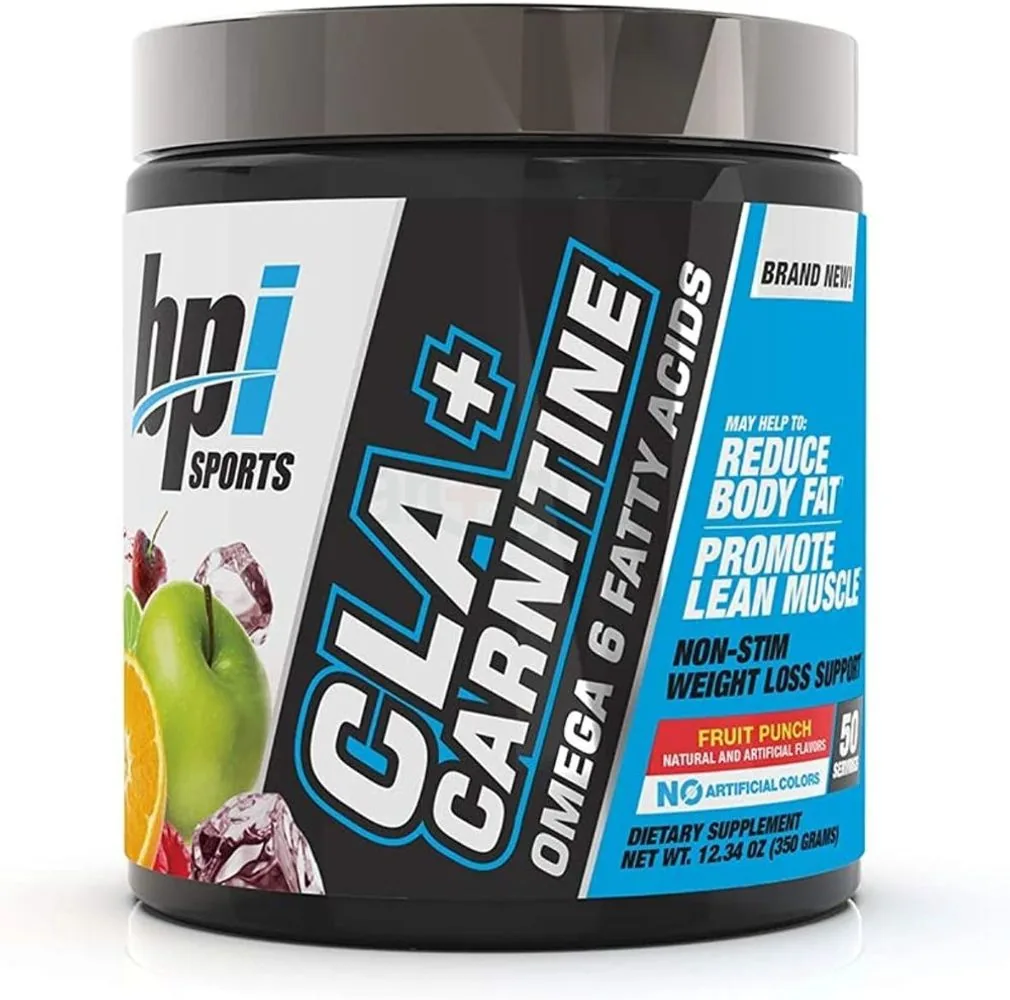 bpi
SPORTS
CLA+
CARNITINE
OMEGA 6 FATTY ACIDS
BRAND NEW!
MAY HELP TO:
REDUCE
BODY FAT†
PROMOTE
LEAN MUSCLE
NON-STIM
WEIGHT LOSS SUPPORT
FRUIT PUNCH
NATURAL AND ARTIFICIAL FLAVORS
50
SERVINGS
NO ARTIFICIAL COLORS
DIETARY SUPPLEMENT
NET WT. 12.34 OZ (350 GRAMS)